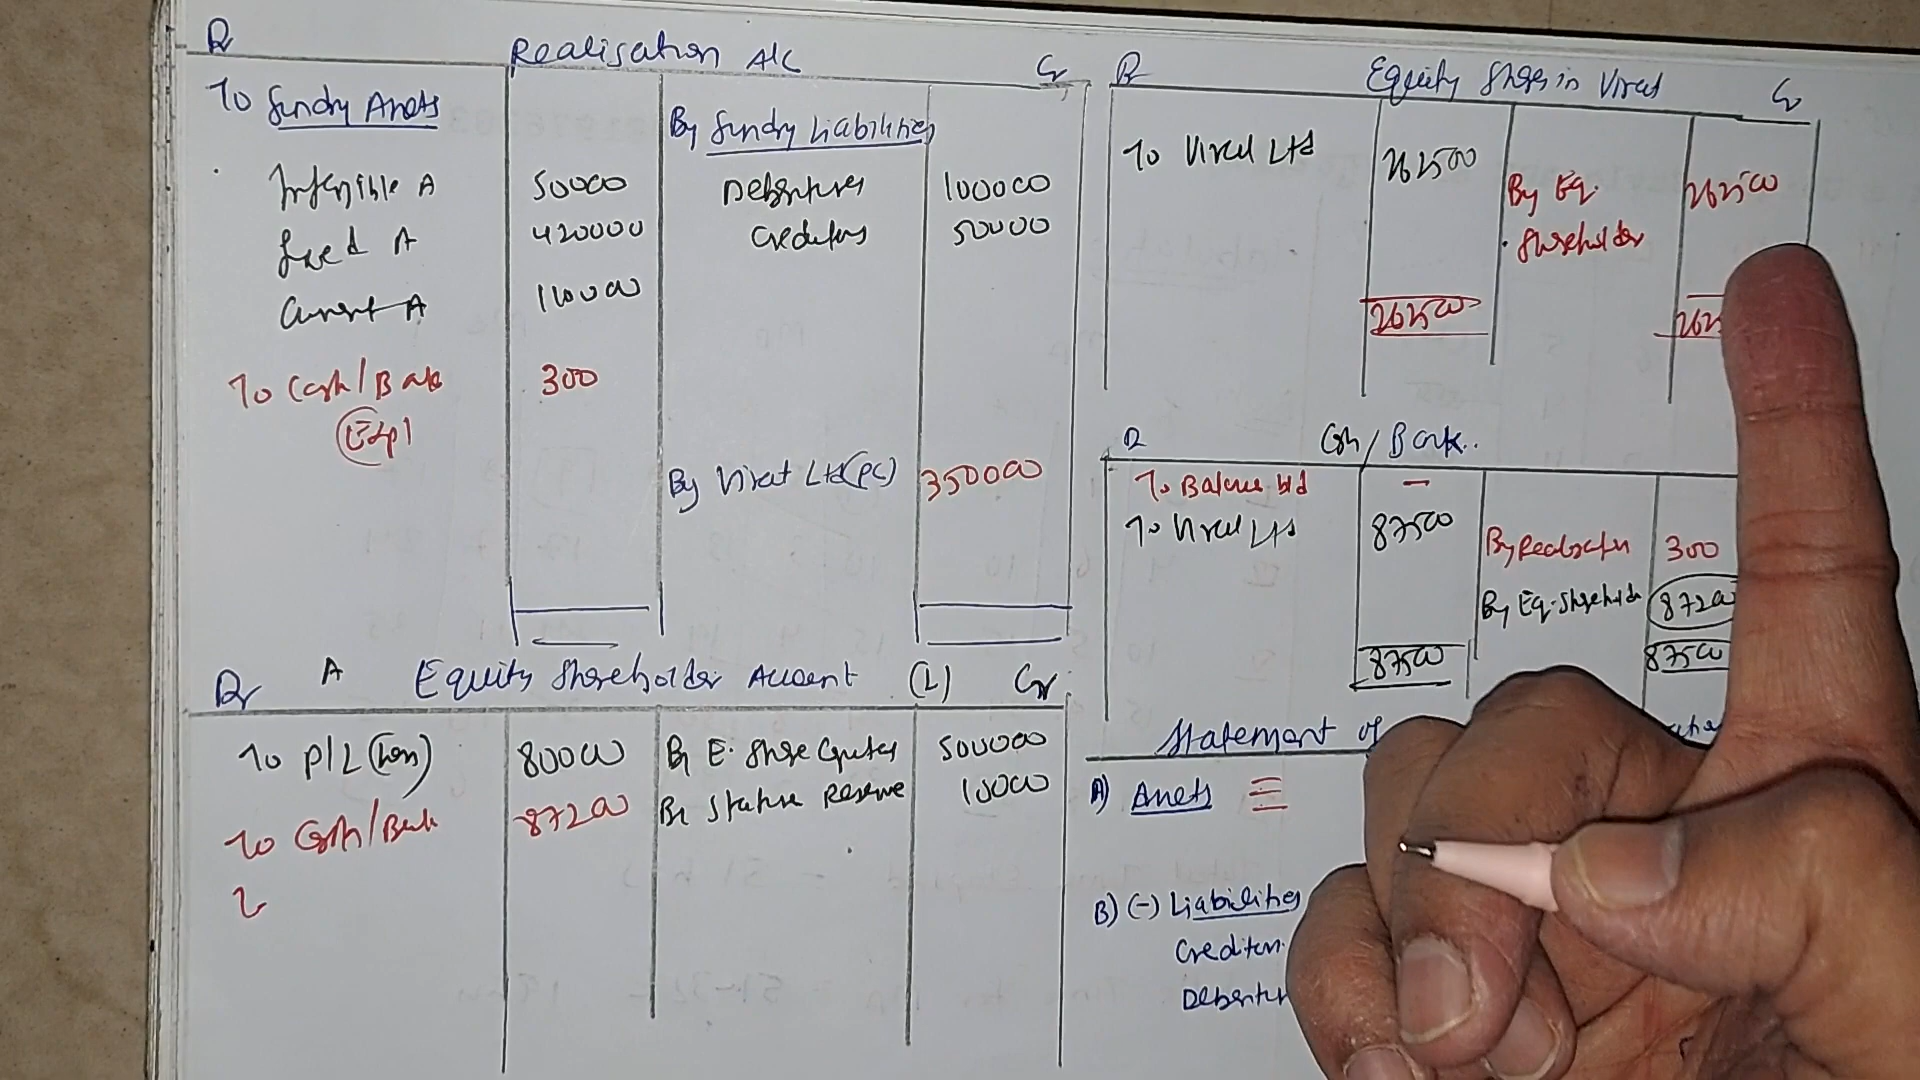 Dr Realisation A/c Cr
To Sundry Assets
By Sundry Liabilities
Intangible A 50000 Debentures 100000
Fixed A 420000 Creditors 50000
Current A 110000
To Cash/Bank 300
(Exp)
By Virat Ltd (PC) 350000
Dr A Equity Shareholder Account (L) Cr
To P/L (loss) 80000 By E. Share Capital 500000
To Cash/Bank 87200 By Statue Reserve 10000
Dr Equity Shares in Virat Cr
To Virat Ltd 262500
By Eq. 262500
Shareholder
262500 262
Dr Cash/Bank..
To Balance b/d —
To Virat Ltd 87500
By Realisation 300
By Eq. Shareholder 87200
87500 87500
Statement of
A) Assets
B) (-) Liabilities
Creditors
Debentur